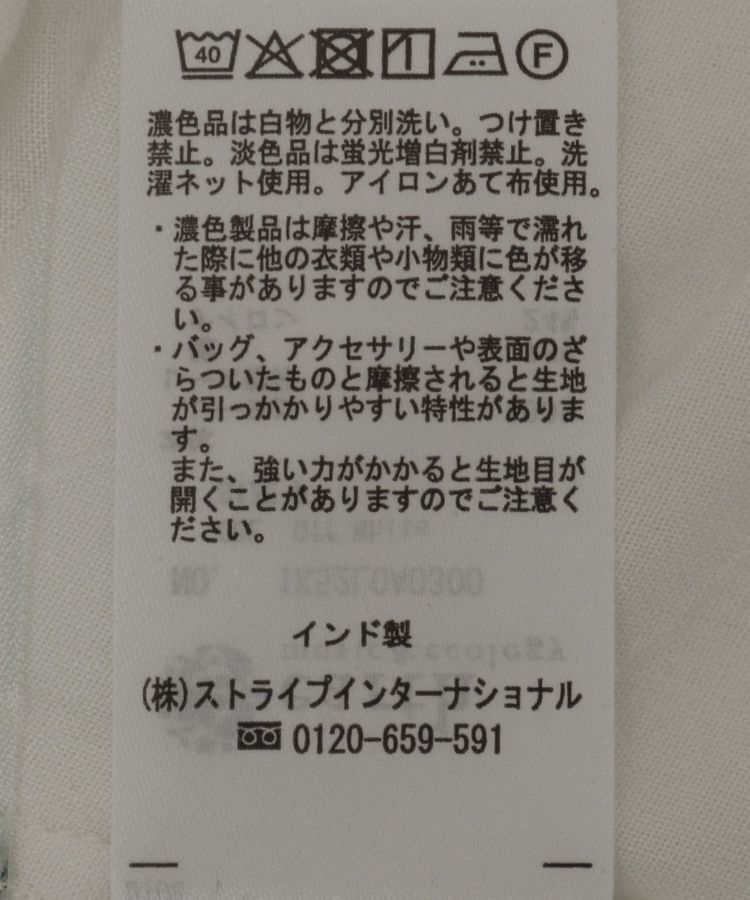 40 F
濃色品は白物と分別洗い。つけ置き
禁止。淡色品は蛍光増白剤禁止。洗
濯ネット使用。アイロンあて布使用。
・濃色製品は摩擦や汗、雨等で濡れ
た際に他の衣類や小物類に色が移
る事がありますのでご注意くださ
い。
・バッグ、アクセサリーや表面のざ
らついたものと摩擦されると生地
が引っかかりやすい特性がありま
す。
また、強い力がかかると生地目が
開くことがありますのでご注意く
ださい。
インド製
(株)ストライプインターナショナル
0120-659-591